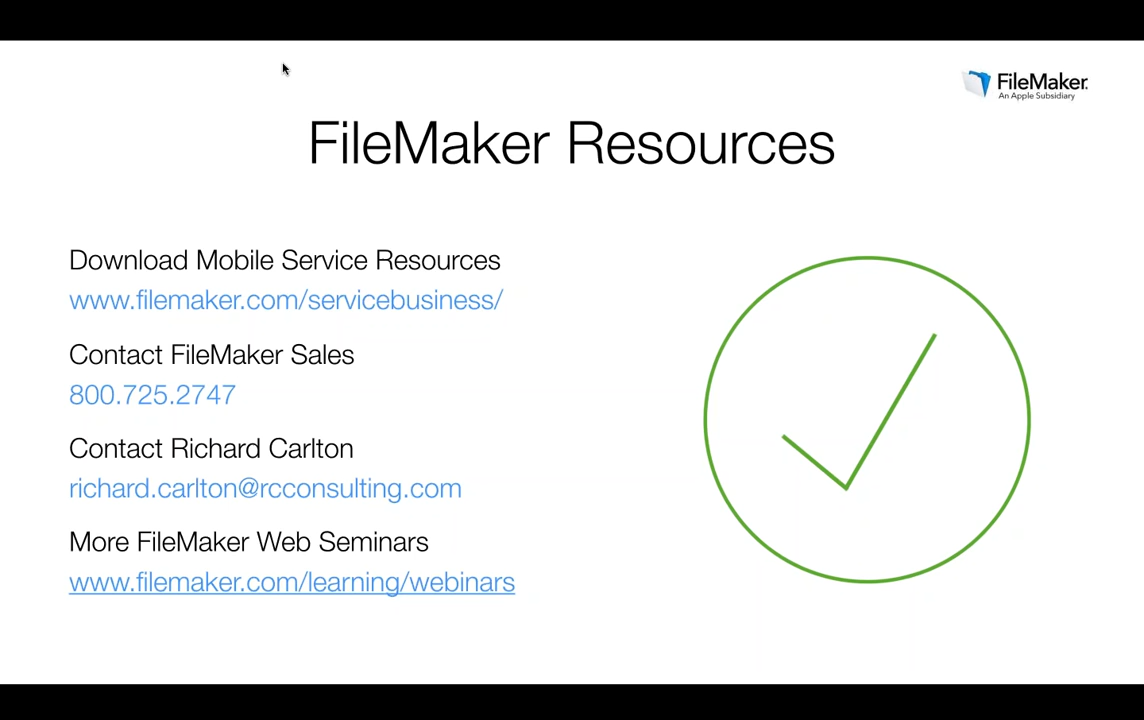 FileMaker.
An Apple Subsidiary
FileMaker Resources
Download Mobile Service Resources
www.filemaker.com/servicebusiness/
Contact FileMaker Sales
800.725.2747
Contact Richard Carlton
richard.carlton@rcconsulting.com
More FileMaker Web Seminars
www.filemaker.com/learning/webinars